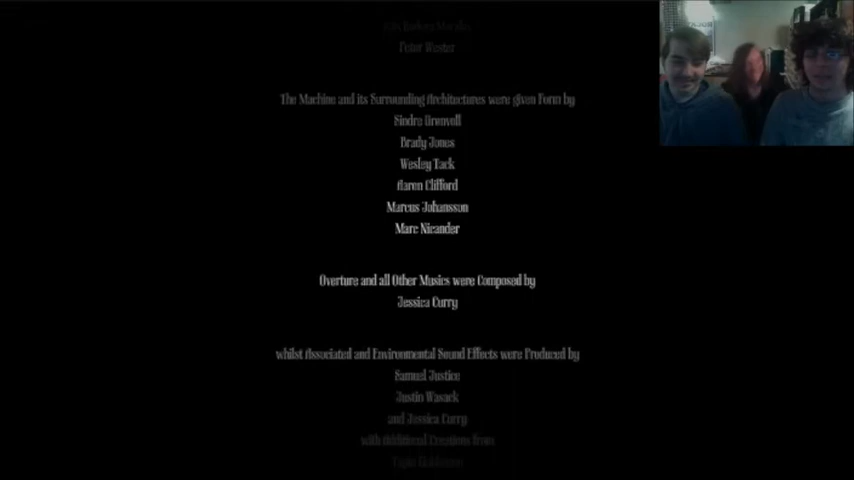 Peter Wester
The Machine and its Surrounding Architectures were given Form by
Sindre Grønvoll
Brady Jones
Wesley Tack
Aaron Clifford
Marcus Johansson
Marc Nicander
Overture and all Other Musics were Composed by
Jessica Curry
whilst Associated and Environmental Sound Effects were Produced by
Samuel Justice
Justin Wasack
and Jessica Curry
with Additional Creations from